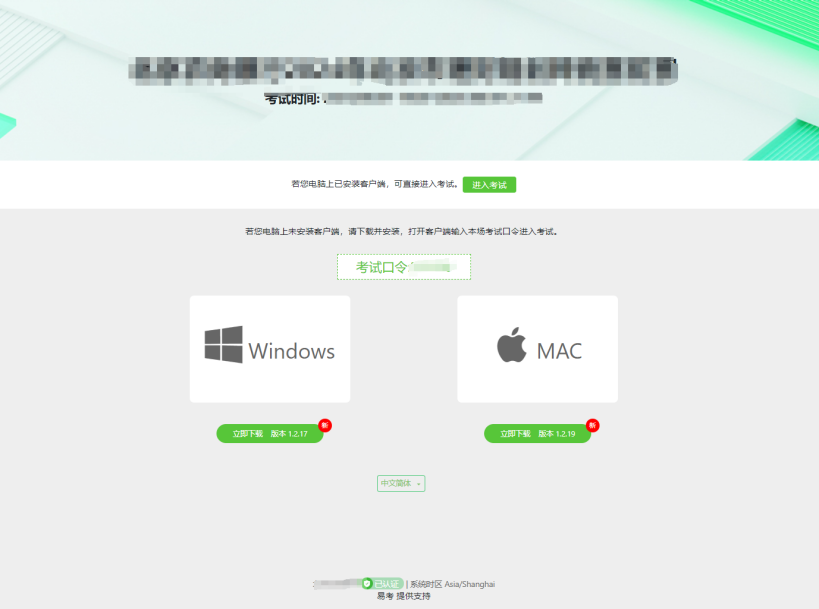 考试时间:
若您电脑上已安装客户端，可直接进入考试。 进入考试
若您电脑上未安装客户端，请下载并安装，打开客户端输入本场考试口令进入考试。
考试口令
Windows
MAC
立即下载 版本 1.2.17 新
立即下载 版本 1.2.19 新
中文简体
已认证 | 系统时区 Asia/Shanghai
易考 提供支持